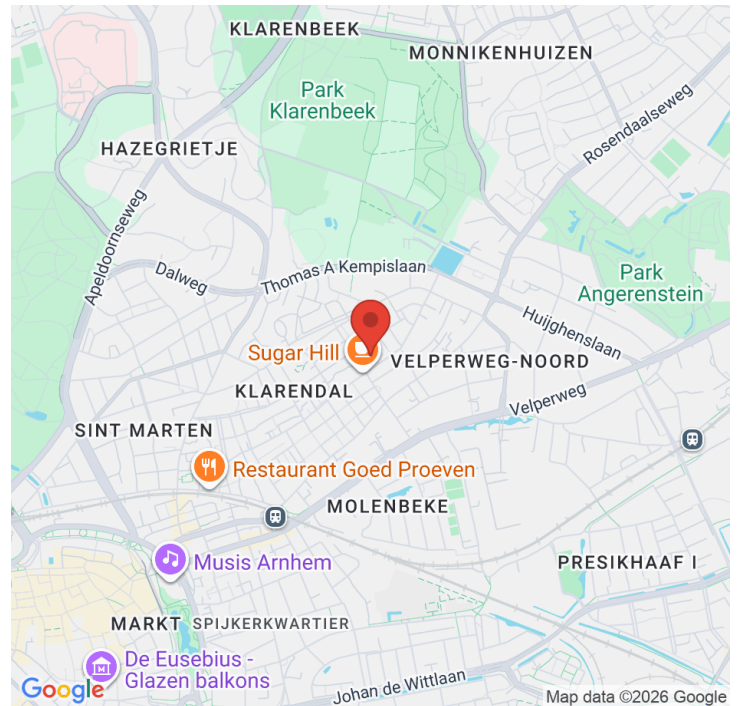 KLARENBEEK
MONNIKENHUIZEN
Park
Klarenbeek
Rosendaalseweg
HAZEGRIETJE
Apeldoornseweg
Dalweg
Thomas A Kempislaan
Park
Angerenstein
Huijghenslaan
Sugar Hill
VELPERWEG-NOORD
KLARENDAL
Velperweg
SINT MARTEN
Restaurant Goed Proeven
MOLENBEKE
Musis Arnhem
PRESIKHAAF I
MARKT
SPIJKERKWARTIER
De Eusebius -
Glazen balkons
Johan de Wittlaan
Google
Map data ©2026 Google